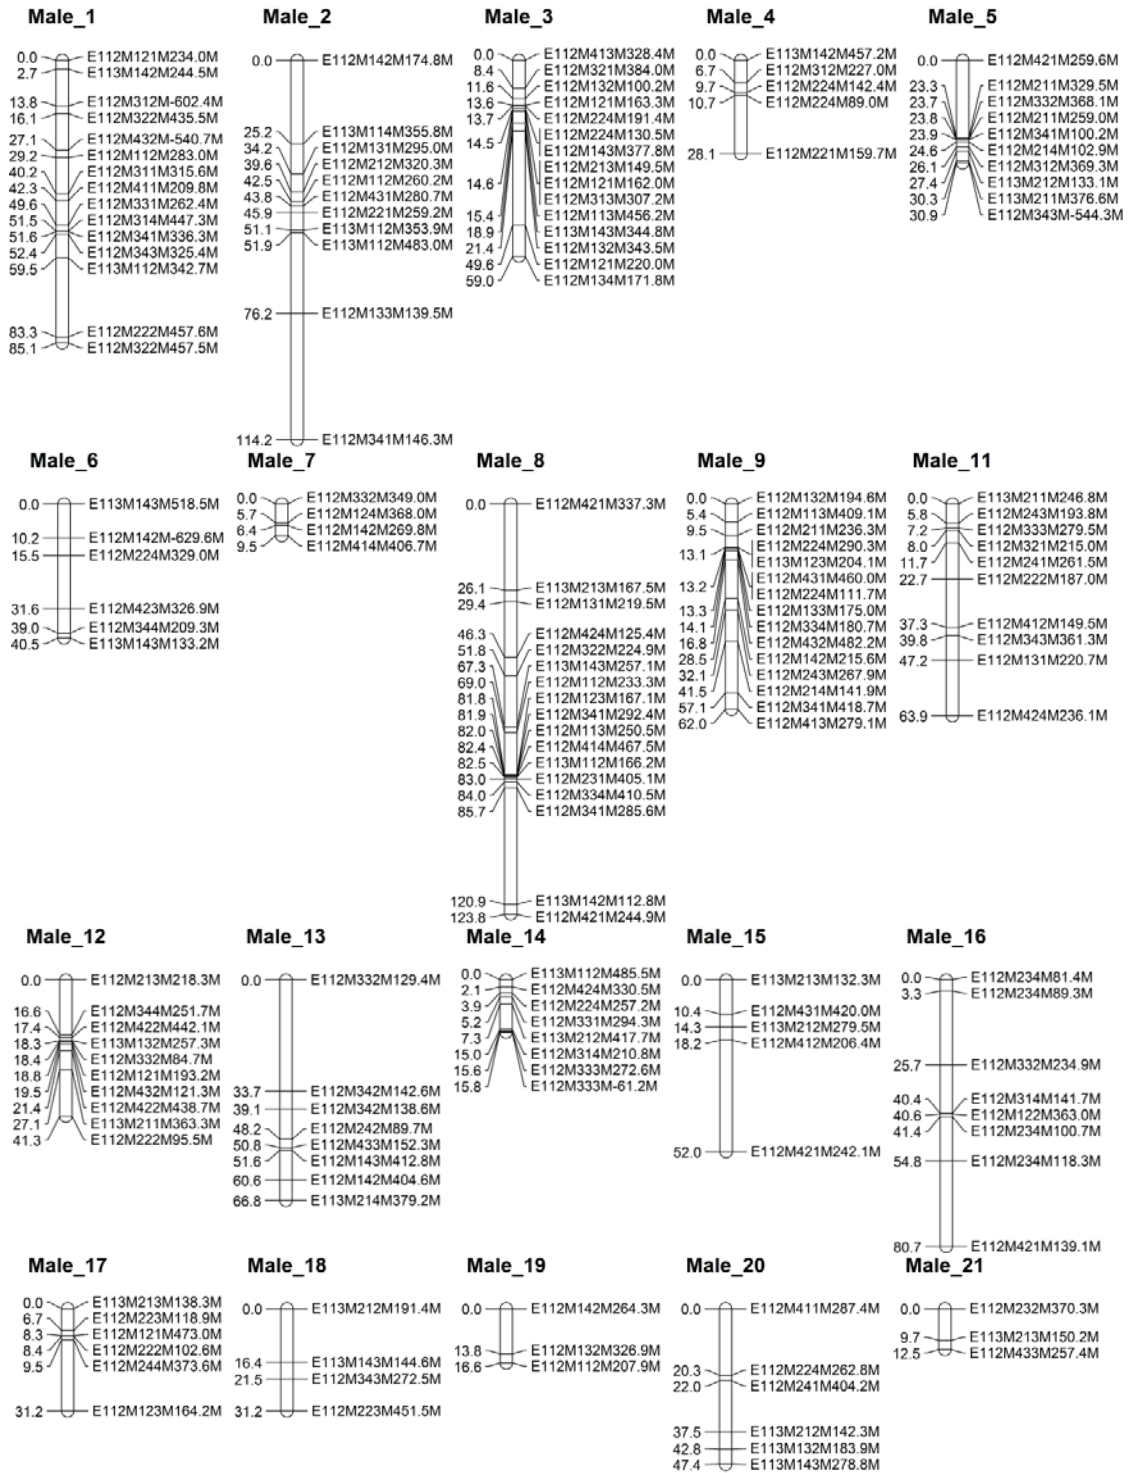 Male_1
0.0 E112M121M234.0M
2.7 E113M142M244.5M
13.8 E112M312M-602.4M
16.1 E112M322M435.5M
27.1 E112M432M-540.7M
29.2 E112M112M283.0M
40.2 E112M311M315.6M
42.3 E112M411M209.8M
49.6 E112M331M262.4M
51.5 E112M314M447.3M
51.6 E112M341M336.3M
52.4 E112M343M325.4M
59.5 E113M112M342.7M
83.3 E112M222M457.6M
85.1 E112M322M457.5M
Male_2
0.0 E112M142M174.8M
25.2 E113M114M355.8M
34.2 E112M131M295.0M
39.6 E112M212M320.3M
42.5 E112M112M260.2M
43.8 E112M431M280.7M
45.9 E112M221M259.2M
51.1 E113M112M353.9M
51.9 E113M112M483.0M
76.2 E112M133M139.5M
114.2 E112M341M146.3M
Male_3
0.0 E112M413M328.4M
8.4 E112M321M384.0M
11.6 E112M132M100.2M
13.6 E112M121M163.3M
13.7 E112M224M191.4M
14.5 E112M224M130.5M
E112M143M377.8M
E112M213M149.5M
14.6 E112M121M162.0M
E112M313M307.2M
15.4 E112M113M456.2M
18.9 E113M143M344.8M
21.4 E112M132M343.5M
49.6 E112M121M220.0M
59.0 E112M134M171.8M
Male_4
0.0 E113M142M457.2M
6.7 E112M312M227.0M
9.7 E112M224M142.4M
10.7 E112M224M89.0M
28.1 E112M221M159.7M
Male_5
0.0 E112M421M259.6M
23.3 E112M211M329.5M
23.7 E112M332M368.1M
23.8 E112M211M259.0M
23.9 E112M341M100.2M
24.6 E112M214M102.9M
26.1 E112M312M369.3M
27.4 E113M212M133.1M
30.3 E113M211M376.6M
30.9 E112M343M-544.3M
Male_6
0.0 E113M143M518.5M
10.2 E112M142M-629.6M
15.5 E112M224M329.0M
31.6 E112M423M326.9M
39.0 E112M344M209.3M
40.5 E113M143M133.2M
Male_7
0.0 E112M332M349.0M
5.7 E112M124M368.0M
6.4 E112M142M269.8M
9.5 E112M414M406.7M
Male_8
0.0 E112M421M337.3M
26.1 E113M213M167.5M
29.4 E112M131M219.5M
46.3 E112M424M125.4M
51.8 E112M322M224.9M
67.3 E113M143M257.1M
69.0 E112M112M233.3M
81.8 E112M123M167.1M
81.9 E112M341M292.4M
82.0 E112M113M250.5M
82.4 E112M414M467.5M
82.5 E113M112M166.2M
83.0 E112M231M405.1M
84.0 E112M334M410.5M
85.7 E112M341M285.6M
120.9 E113M142M112.8M
123.8 E112M421M244.9M
Male_9
0.0 E112M132M194.6M
5.4 E112M113M409.1M
9.5 E112M211M236.3M
13.1 E112M224M290.3M
E113M123M204.1M
13.2 E112M431M460.0M
E112M224M111.7M
13.3 E112M133M175.0M
14.1 E112M334M180.7M
16.8 E112M432M482.2M
28.5 E112M142M215.6M
32.1 E112M243M267.9M
41.5 E112M214M141.9M
57.1 E112M341M418.7M
62.0 E112M413M279.1M
Male_11
0.0 E113M211M246.8M
5.8 E112M243M193.8M
7.2 E112M333M279.5M
8.0 E112M321M215.0M
11.7 E112M241M261.5M
22.7 E112M222M187.0M
37.3 E112M412M149.5M
39.8 E112M343M361.3M
47.2 E112M131M220.7M
63.9 E112M424M236.1M
Male_12
0.0 E112M213M218.3M
16.6 E112M344M251.7M
17.4 E112M422M442.1M
18.3 E113M132M257.3M
18.4 E112M332M84.7M
18.8 E112M121M193.2M
19.5 E112M432M121.3M
21.4 E112M422M438.7M
27.1 E113M211M363.3M
41.3 E112M222M95.5M
Male_13
0.0 E112M332M129.4M
33.7 E112M342M142.6M
39.1 E112M342M138.6M
48.2 E112M242M89.7M
50.8 E112M433M152.3M
51.6 E112M143M412.8M
60.6 E112M142M404.6M
66.8 E113M214M379.2M
Male_14
0.0 E113M112M485.5M
2.1 E112M424M330.5M
3.9 E112M224M257.2M
5.2 E112M331M294.3M
7.3 E113M212M417.7M
15.0 E112M314M210.8M
15.6 E112M333M272.6M
15.8 E112M333M-61.2M
Male_15
0.0 E113M213M132.3M
10.4 E112M431M420.0M
14.3 E113M212M279.5M
18.2 E112M412M206.4M
52.0 E112M421M242.1M
Male_16
0.0 E112M234M81.4M
3.3 E112M234M89.3M
25.7 E112M332M234.9M
40.4 E112M314M141.7M
40.6 E112M122M363.0M
41.4 E112M234M100.7M
54.8 E112M234M118.3M
80.7 E112M421M139.1M
Male_17
0.0 E113M213M138.3M
6.7 E112M223M118.9M
8.3 E112M121M473.0M
8.4 E112M222M102.6M
9.5 E112M244M373.6M
31.2 E112M123M164.2M
Male_18
0.0 E113M212M191.4M
16.4 E113M143M144.6M
21.5 E112M343M272.5M
31.2 E112M223M451.5M
Male_19
0.0 E112M142M264.3M
13.8 E112M132M326.9M
16.6 E112M112M207.9M
Male_20
0.0 E112M411M287.4M
20.3 E112M224M262.8M
22.0 E112M241M404.2M
37.5 E113M212M142.3M
42.8 E113M132M183.9M
47.4 E113M143M278.8M
Male_21
0.0 E112M232M370.3M
9.7 E113M213M150.2M
12.5 E112M433M257.4M